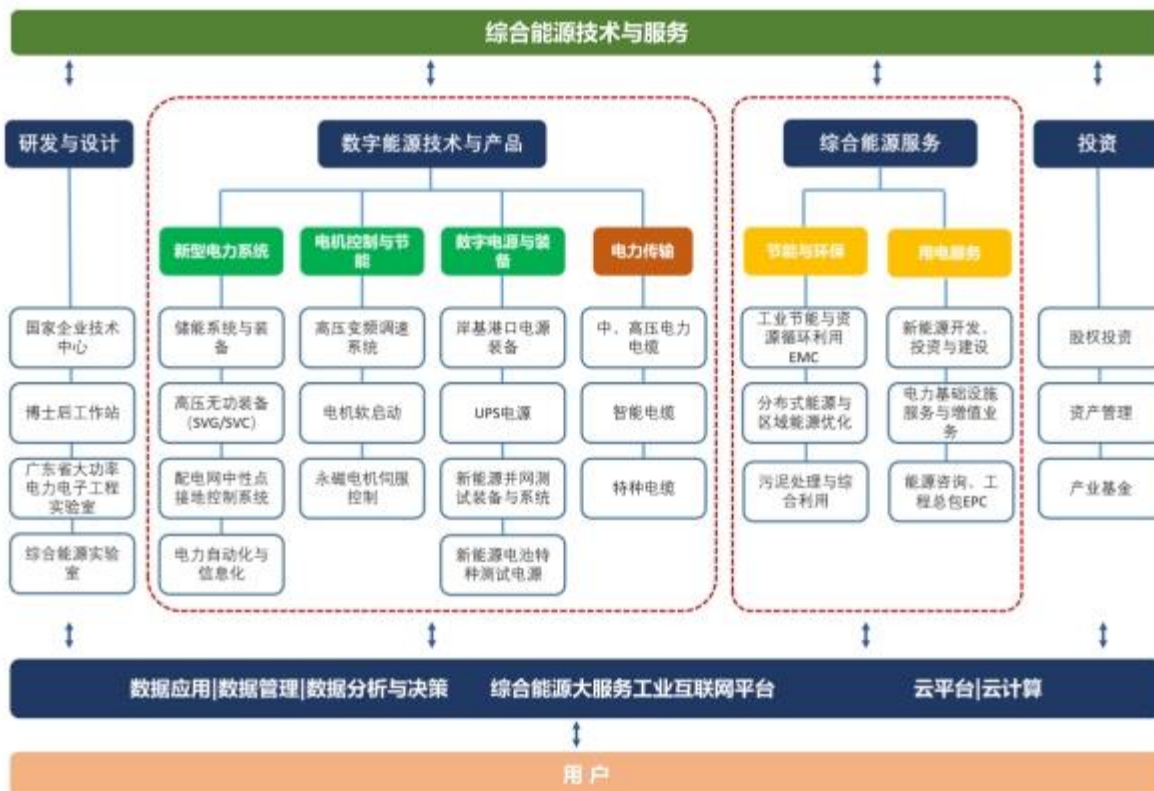 综合能源技术与服务
研发与设计
数字能源技术与产品
综合能源服务
投资
新型电力系统
电机控制与节
能
数字电源与装
备
电力传输
节能与环保
用电服务
国家企业技术
中心
博士后工作站
广东省大功率
电力电子工程
实验室
综合能源实验
室
储能系统与装
备
高压无功装备
(SVG/SVC)
配电网中性点
接地控制系统
电力自动化与
信息化
高压变频调速
系统
电机软启动
永磁电机伺服
控制
岸基港口电源
装备
UPS电源
新能源并网测
试装备与系统
新能源电池特
种测试电源
中、高压电力
电缆
智能电缆
特种电缆
工业节能与资
源循环利用
EMC
分布式能源与
区域能源优化
污泥处理与综
合利用
新能源开发、
投资与建设
电力基础设施
服务与增值业
务
能源咨询、工
程总包EPC
股权投资
资产管理
产业基金
数据应用|数据管理|数据分析与决策
综合能源大服务工业互联网平台
云平台|云计算
用 户